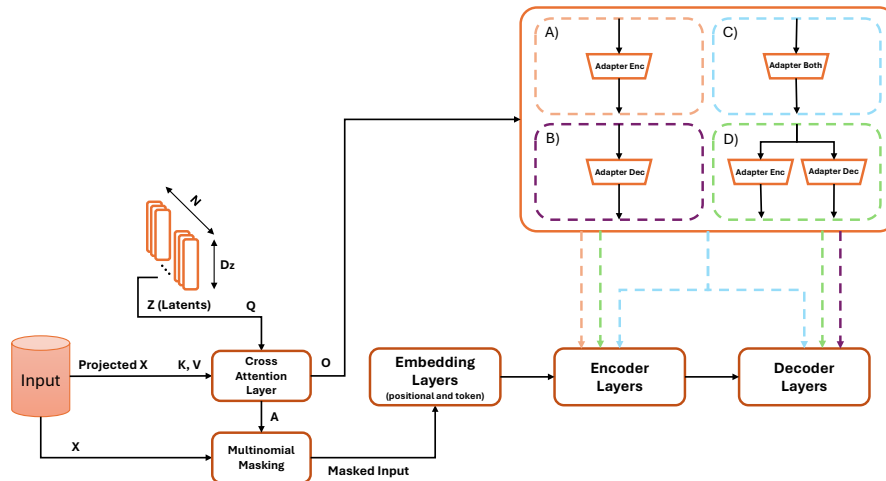 A)
Adapter Enc
C)
Adapter Both
B)
Adapter Dec
D)
Adapter Enc
Adapter Dec
N
Dz
Z (Latents)
Q
Input
Projected X
K, V
Cross
Attention
Layer
O
A
X
Multinomial
Masking
Masked Input
Embedding
Layers
(positional and token)
Encoder
Layers
Decoder
Layers